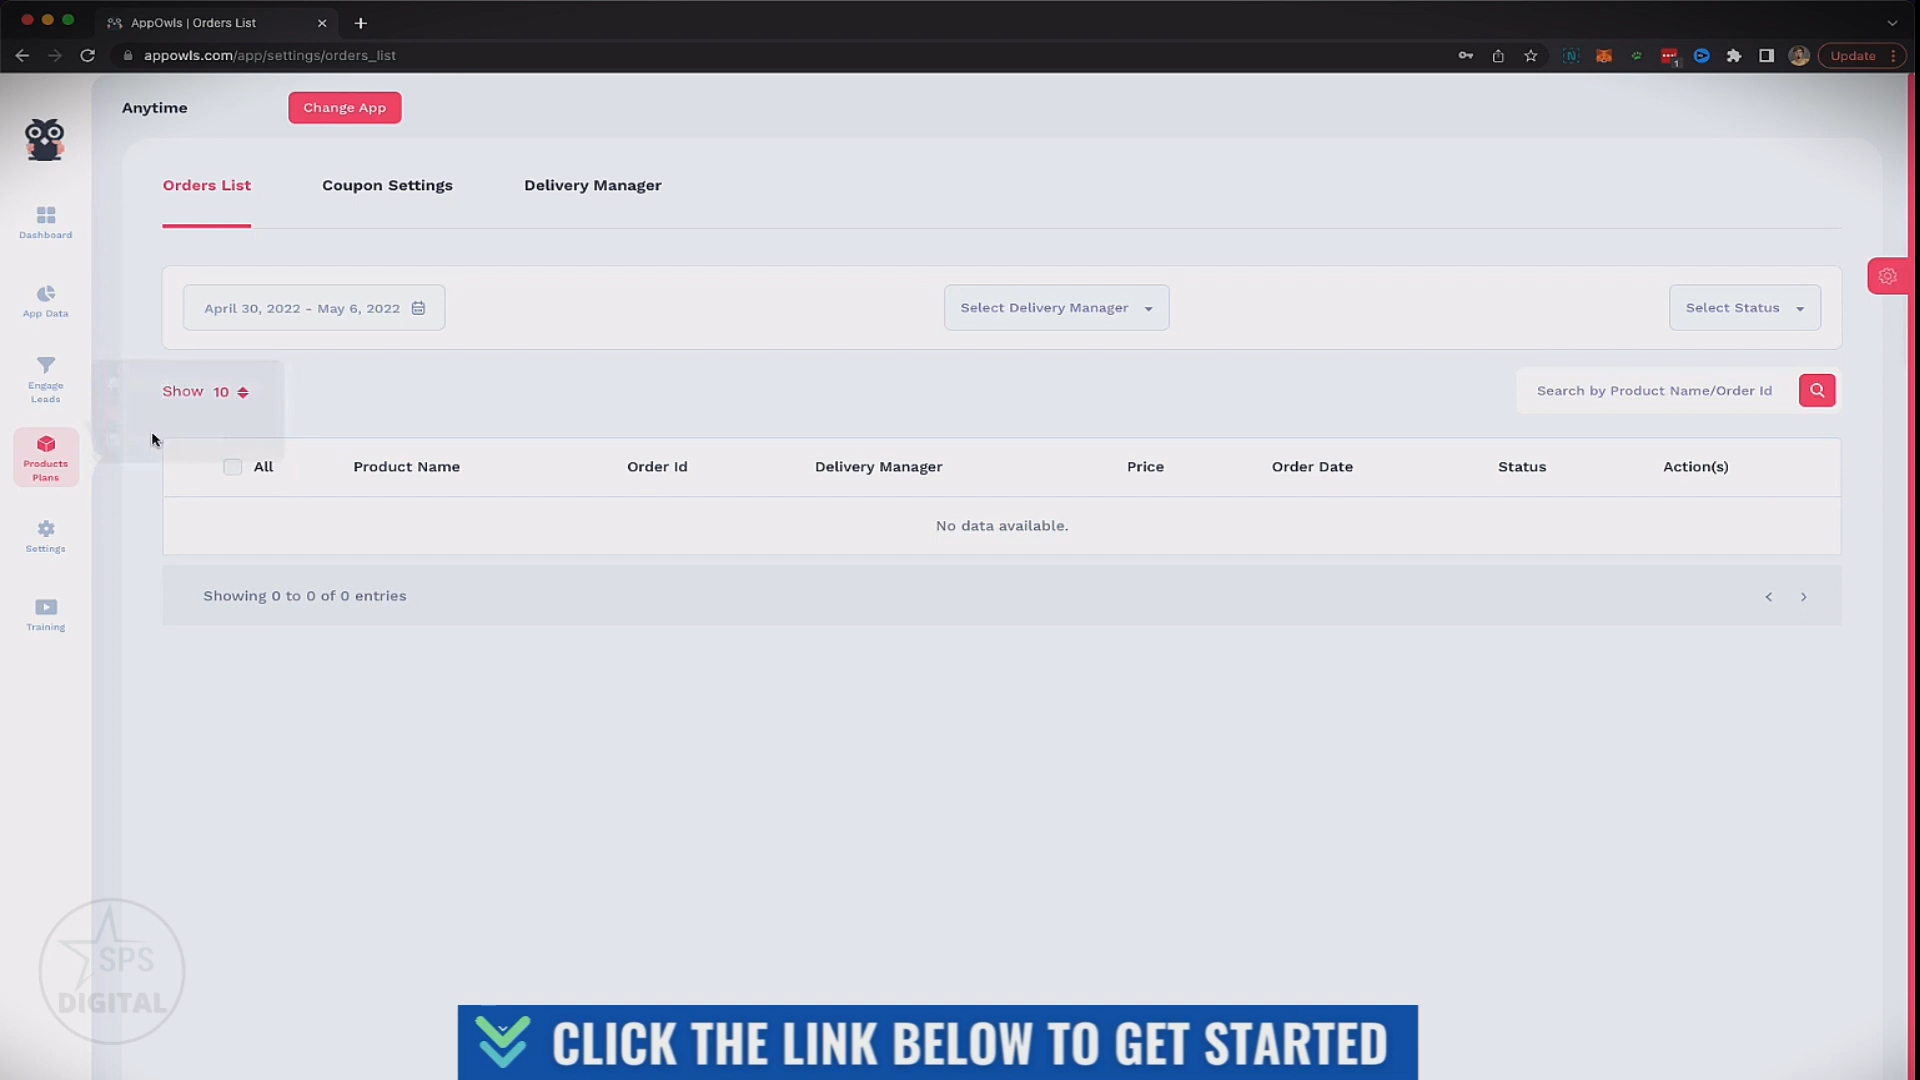 AppOwls | Orders List
appowls.com/app/settings/orders_list
Update
Anytime
Change App
Dashboard
App Data
Engage
Leads
Products
Plans
Settings
Training
Orders List
Coupon Settings
Delivery Manager
April 30, 2022 - May 6, 2022
Select Delivery Manager
Select Status
Show 10
Search by Product Name/Order Id
All
Product Name
Order Id
Delivery Manager
Price
Order Date
Status
Action(s)
No data available.
Showing 0 to 0 of 0 entries
SPS
DIGITAL
CLICK THE LINK BELOW TO GET STARTED